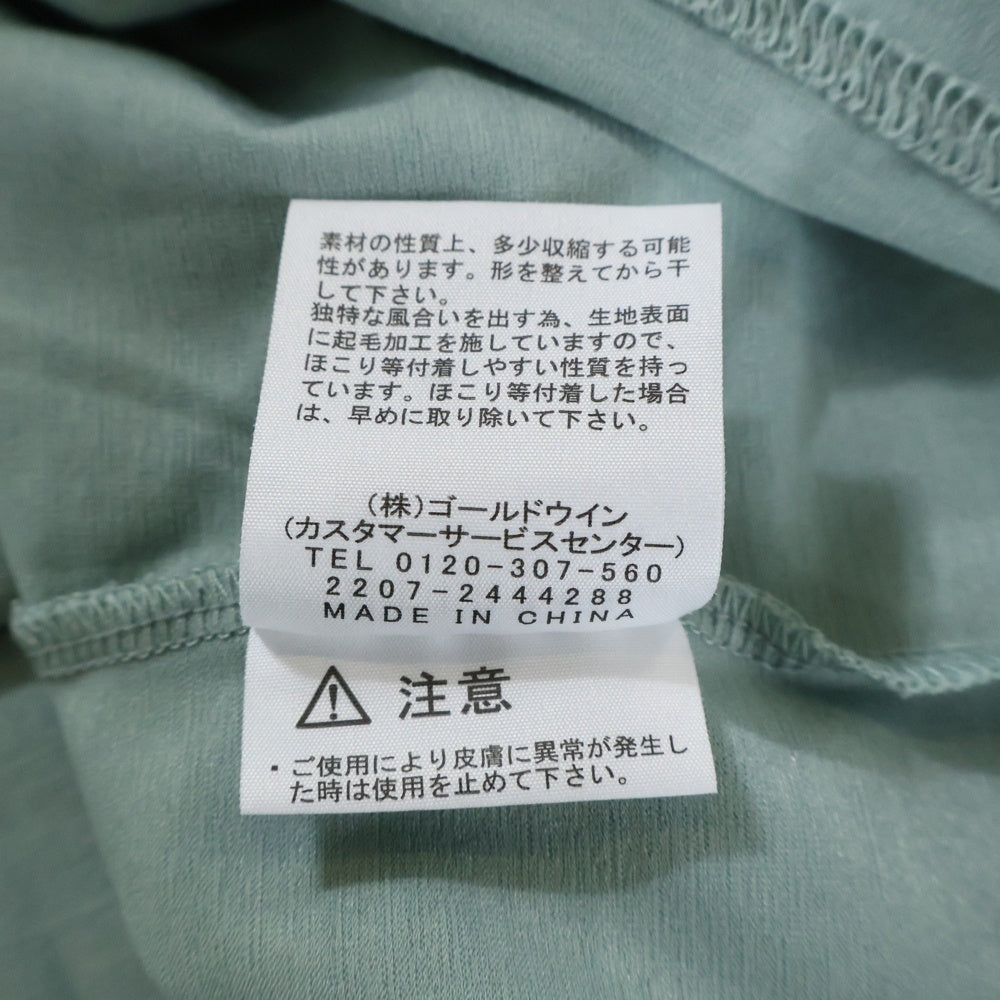 素材の性質上、多少収縮する可能
性があります。形を整えてから干
して下さい。
独特な風合いを出す為、生地表面
に起毛加工を施していますので、
ほこり等付着しやすい性質を持っ
ています。ほこり等付着した場合
は、早めに取り除いて下さい。
(株)ゴールドウイン
(カスタマーサービスセンター)
TEL 0120-307-560
2207-2444288
MADE IN CHINA
注意
・ご使用により皮膚に異常が発生し
た時は使用を止めて下さい。